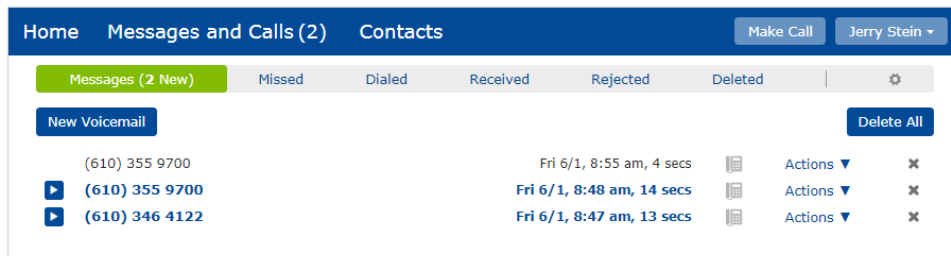 Home Messages and Calls (2) Contacts Make Call Jerry Stein
Messages (2 New) Missed Dialed Received Rejected Deleted
New Voicemail Delete All
(610) 355 9700 Fri 6/1, 8:55 am, 4 secs Actions ▼
(610) 355 9700 Fri 6/1, 8:48 am, 14 secs Actions ▼
(610) 346 4122 Fri 6/1, 8:47 am, 13 secs Actions ▼